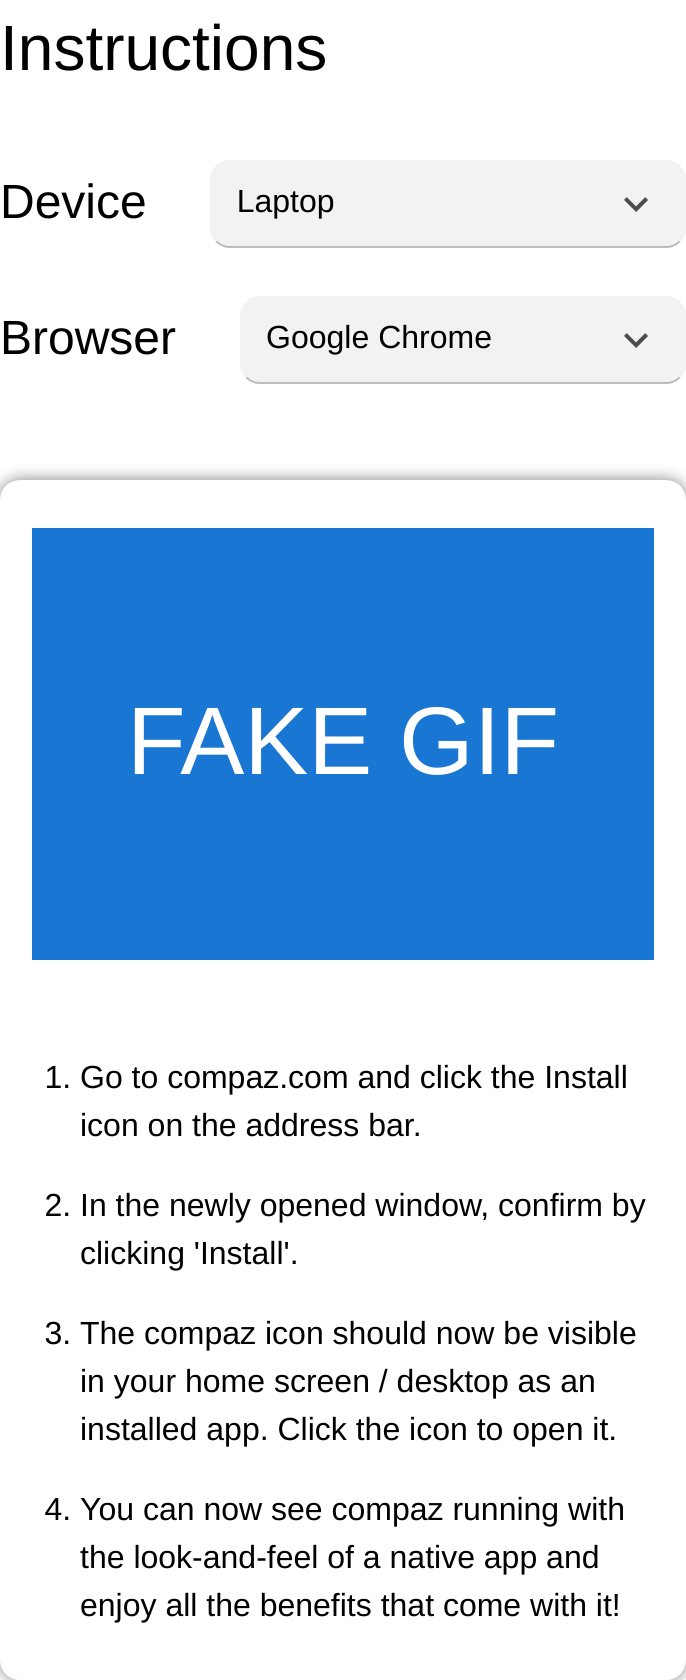 Instructions
Device Laptop
Browser Google Chrome
FAKE GIF
1. Go to compaz.com and click the Install
icon on the address bar.
2. In the newly opened window, confirm by
clicking 'Install'.
3. The compaz icon should now be visible
in your home screen / desktop as an
installed app. Click the icon to open it.
4. You can now see compaz running with
the look-and-feel of a native app and
enjoy all the benefits that come with it!